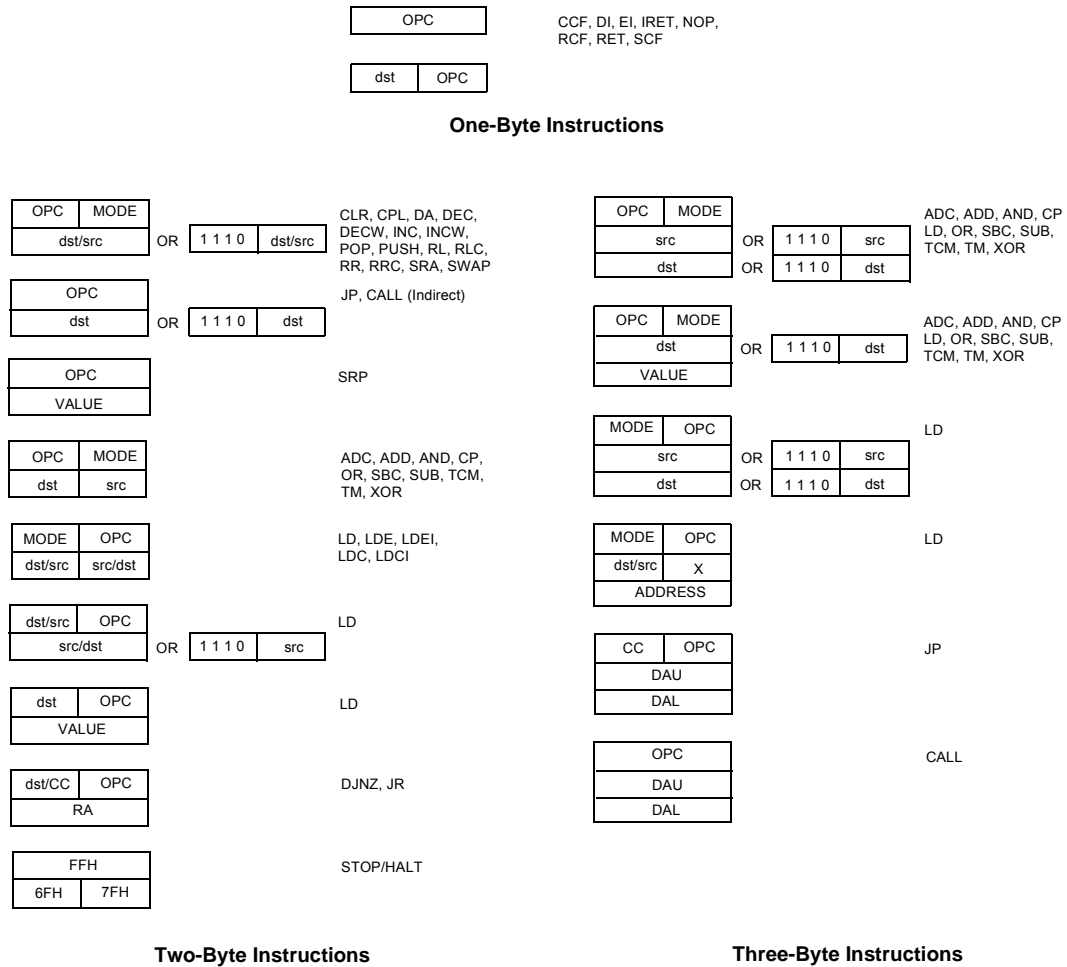 OPC
CCF, DI, EI, IRET, NOP,
RCF, RET, SCF
dst OPC
One-Byte Instructions
OPC MODE
dst/src OR 1 1 1 0 dst/src
CLR, CPL, DA, DEC,
DECW, INC, INCW,
POP, PUSH, RL, RLC,
RR, RRC, SRA, SWAP
OPC
dst OR 1 1 1 0 dst
JP, CALL (Indirect)
OPC
VALUE
SRP
OPC MODE
dst src
ADC, ADD, AND, CP,
OR, SBC, SUB, TCM,
TM, XOR
MODE OPC
dst/src src/dst
LD, LDE, LDEI,
LDC, LDCI
dst/src OPC
src/dst OR 1 1 1 0 src
LD
dst OPC
VALUE
LD
dst/CC OPC
RA
DJNZ, JR
FFH
6FH 7FH
STOP/HALT
Two-Byte Instructions
OPC MODE
src OR 1 1 1 0 src
dst OR 1 1 1 0 dst
ADC, ADD, AND, CP
LD, OR, SBC, SUB,
TCM, TM, XOR
OPC MODE
dst OR 1 1 1 0 dst
VALUE
ADC, ADD, AND, CP
LD, OR, SBC, SUB,
TCM, TM, XOR
MODE OPC
src OR 1 1 1 0 src
dst OR 1 1 1 0 dst
LD
MODE OPC
dst/src X
ADDRESS
LD
CC OPC
DAU
DAL
JP
OPC
DAU
DAL
CALL
Three-Byte Instructions